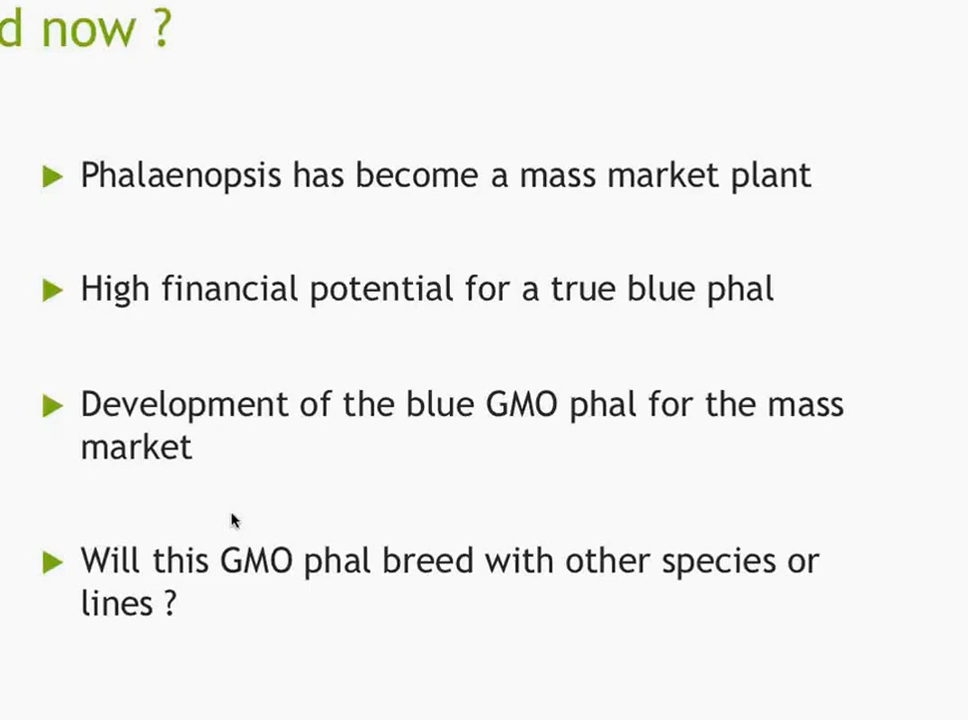 d now ?
Phalaenopsis has become a mass market plant
High financial potential for a true blue phal
Development of the blue GMO phal for the mass
market
Will this GMO phal breed with other species or
lines ?